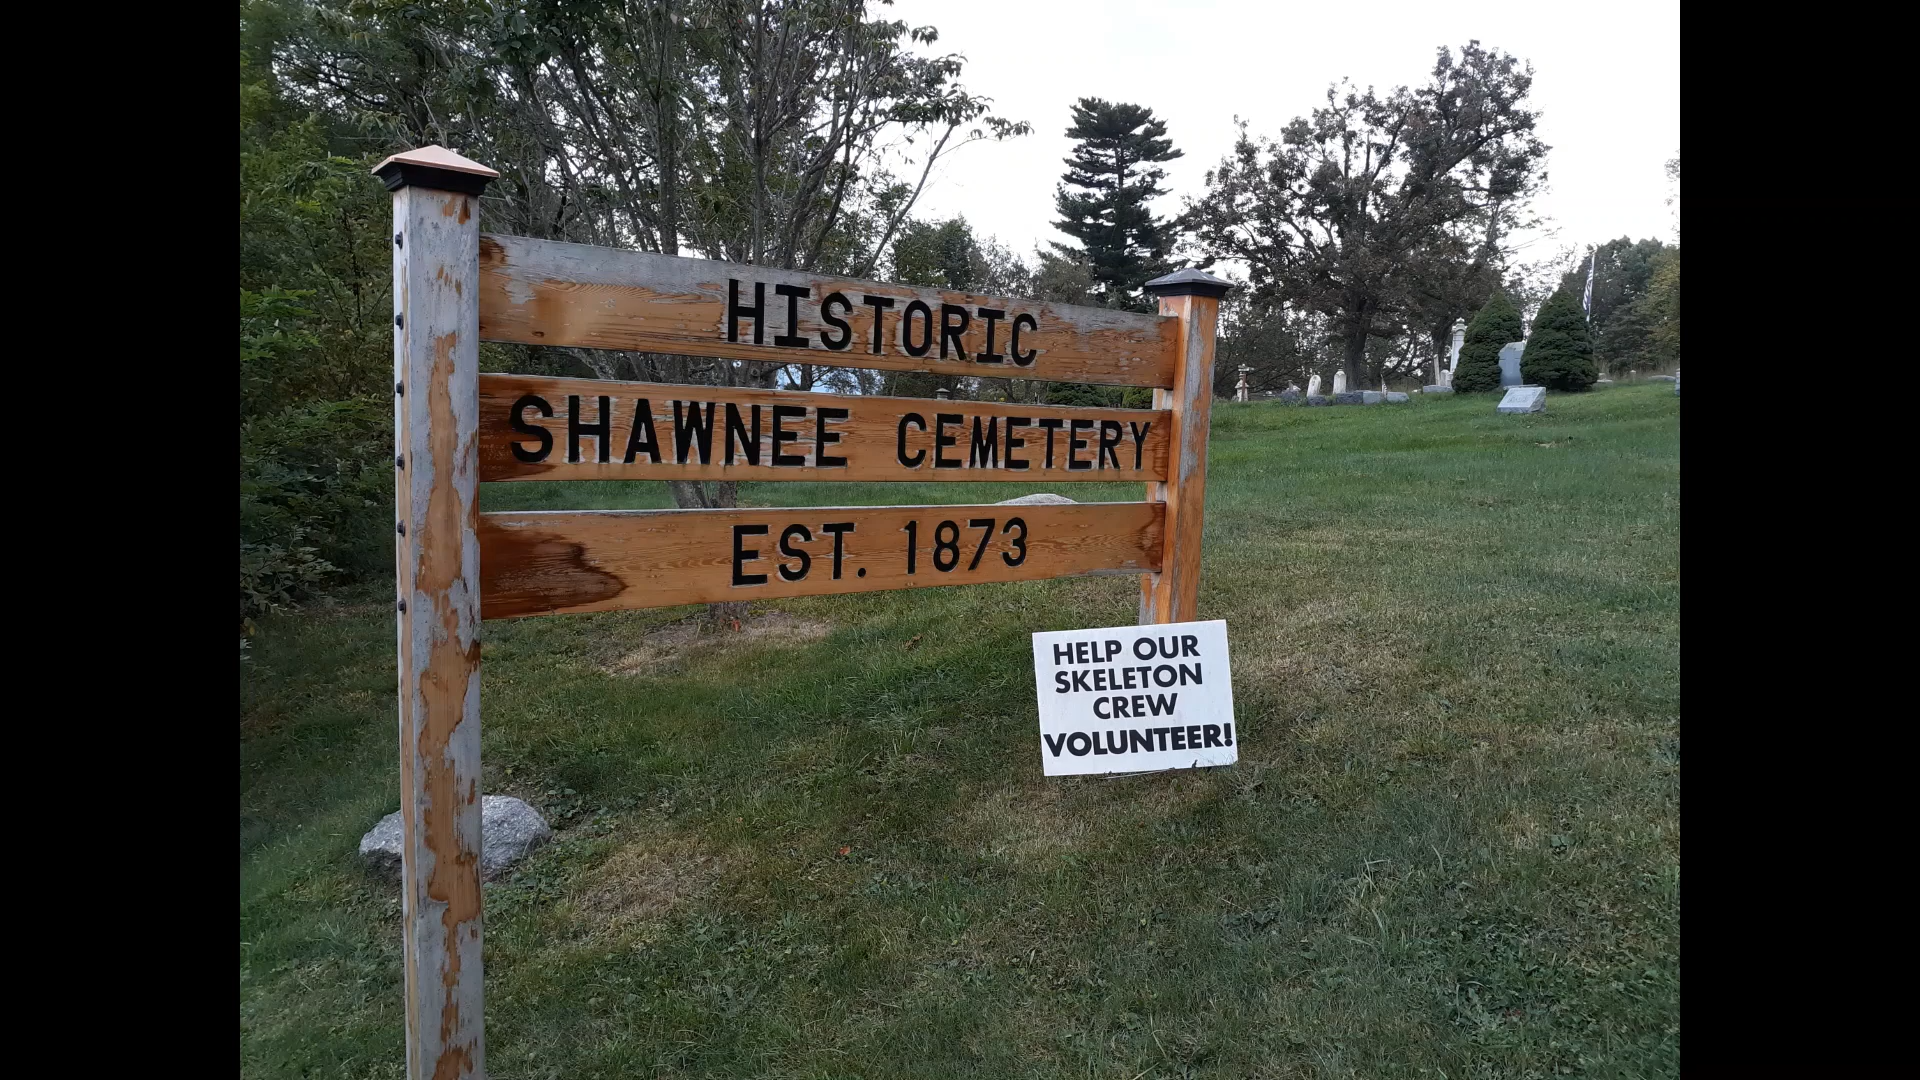 HISTORIC
SHAWNEE CEMETERY
EST. 1873
HELP OUR
SKELETON
CREW
VOLUNTEER!